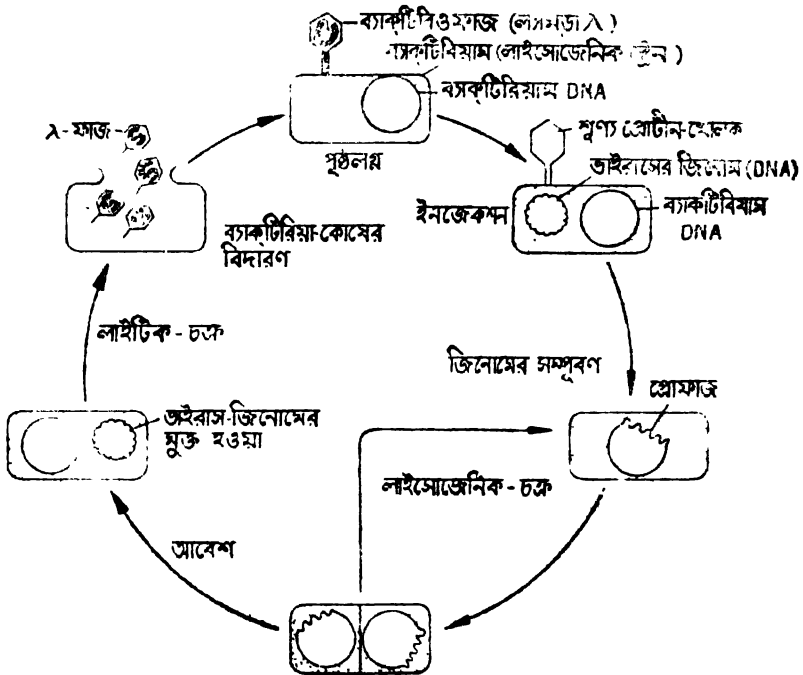 ব্যাকটিরিওফাজ (ল্যামডা λ)
ব্যাকটিরিয়াম (লাইসোজেনিক স্ট্রেন)
ব্যাকটিরিয়াম DNA
পৃষ্ঠলগ্ন
λ-ফাজ
শূণ্য প্রোটীন-খোলক
ভাইরাসের জিনোম (DNA)
ইনজেকশন
ব্যাকটিরিয়াম
DNA
ব্যাকটিরিয়া-কোষের
বিদারণ
লাইটিক-চক্র
জিনোমের সম্পূরণ
প্রোফাজ
ভাইরাস-জিনোমের
মুক্ত হওয়া
লাইসোজেনিক-চক্র
আবেশ